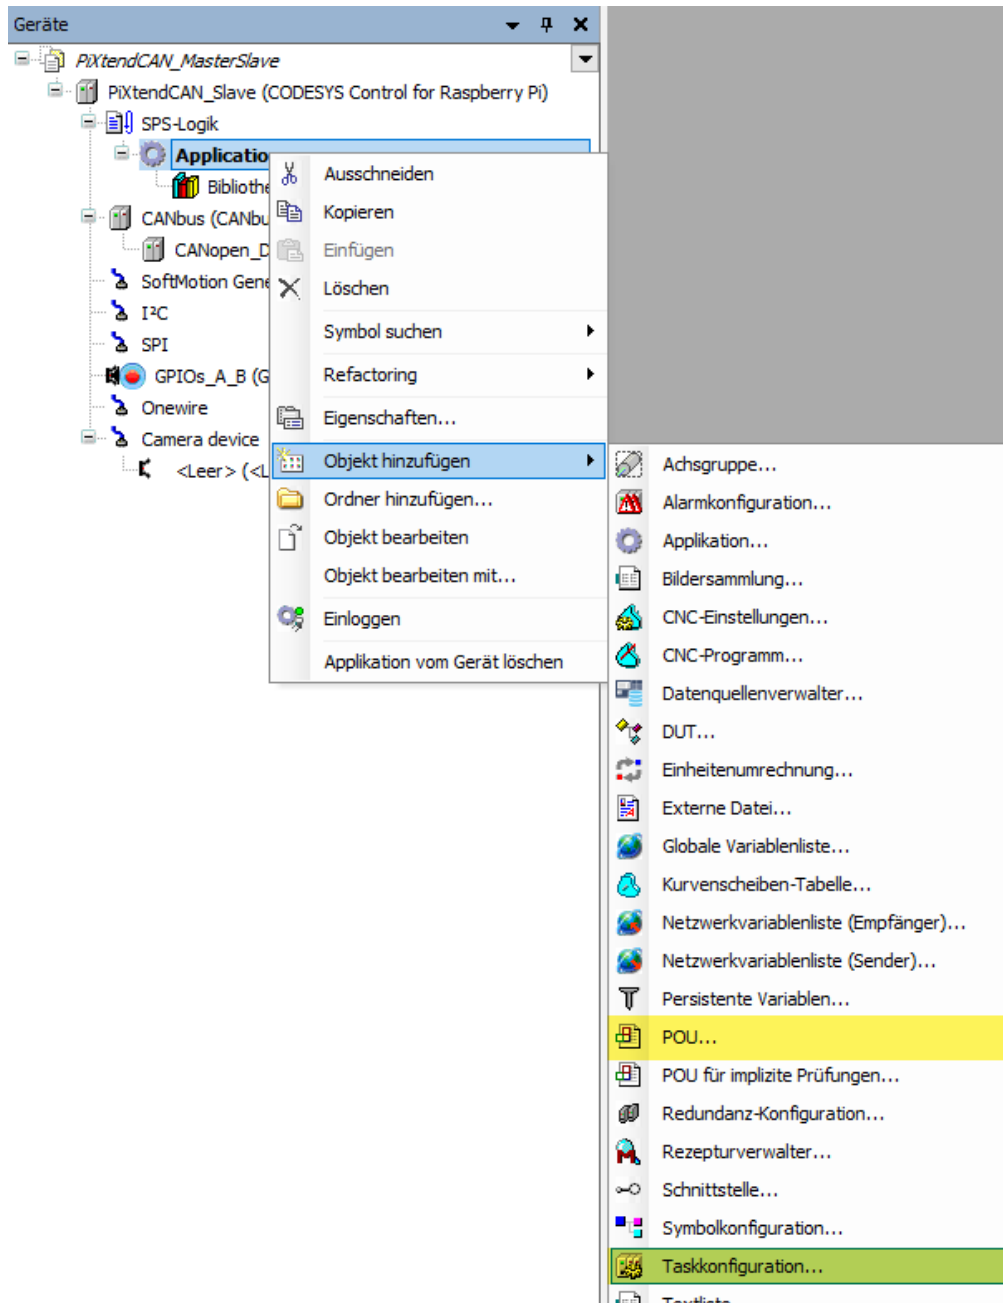 Geräte
PiXtendCAN_MasterSlave
PiXtendCAN_Slave (CODESYS Control for Raspberry Pi)
SPS-Logik
Applicatio
Bibliothe
CANbus (CANbu
CANopen_D
SoftMotion Gene
I²C
SPI
GPIOs_A_B (G
Onewire
Camera device
<Leer> (<L
Ausschneiden
Kopieren
Einfügen
Löschen
Symbol suchen
Refactoring
Eigenschaften...
Objekt hinzufügen
Ordner hinzufügen...
Objekt bearbeiten
Objekt bearbeiten mit...
Einloggen
Applikation vom Gerät löschen
Achsgruppe...
Alarmkonfiguration...
Applikation...
Bildersammlung...
CNC-Einstellungen...
CNC-Programm...
Datenquellenverwalter...
DUT...
Einheitenumrechnung...
Externe Datei...
Globale Variablenliste...
Kurvenscheiben-Tabelle...
Netzwerkvariablenliste (Empfänger)...
Netzwerkvariablenliste (Sender)...
Persistente Variablen...
POU...
POU für implizite Prüfungen...
Redundanz-Konfiguration...
Rezepturverwalter...
Schnittstelle...
Symbolkonfiguration...
Taskkonfiguration...